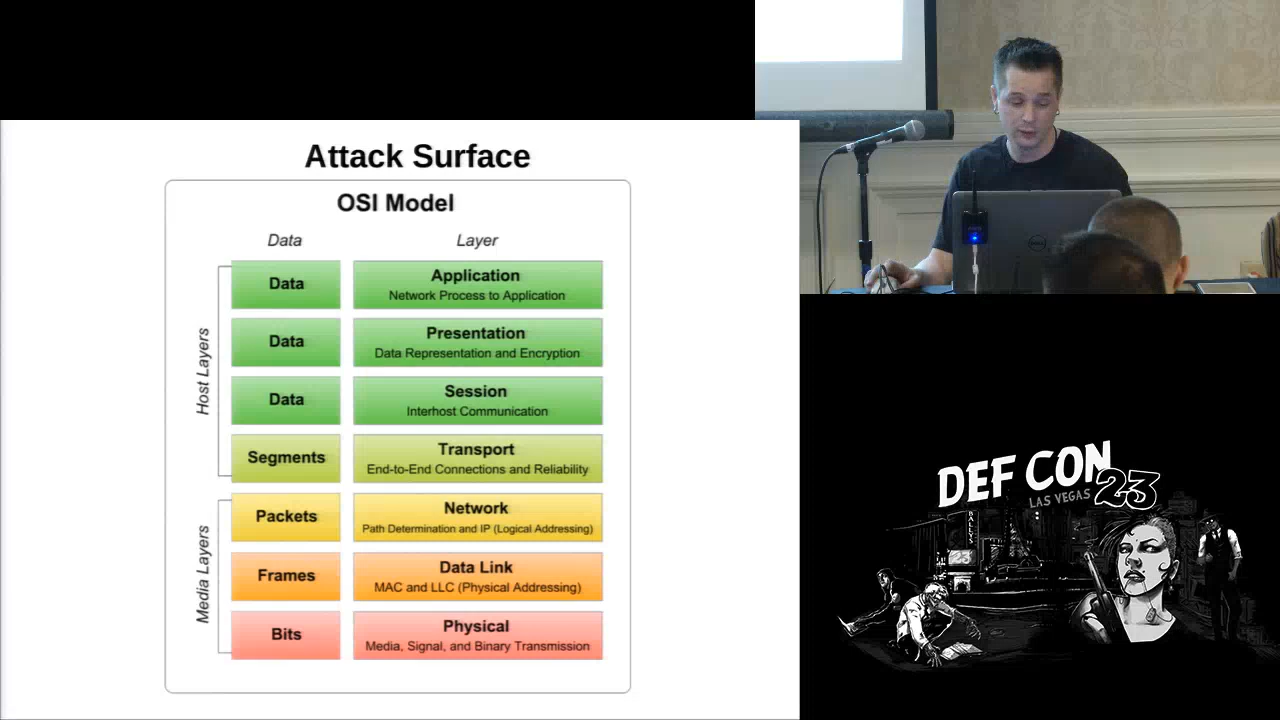 Attack Surface
OSI Model
Data
Layer
Host Layers
Data
Application
Network Process to Application
Data
Presentation
Data Representation and Encryption
Data
Session
Interhost Communication
Segments
Transport
End-to-End Connections and Reliability
Media Layers
Packets
Network
Path Determination and IP (Logical Addressing)
Frames
Data Link
MAC and LLC (Physical Addressing)
Bits
Physical
Media, Signal, and Binary Transmission
DELL
DEF CON
LAS VEGAS 23
BALLYS
23